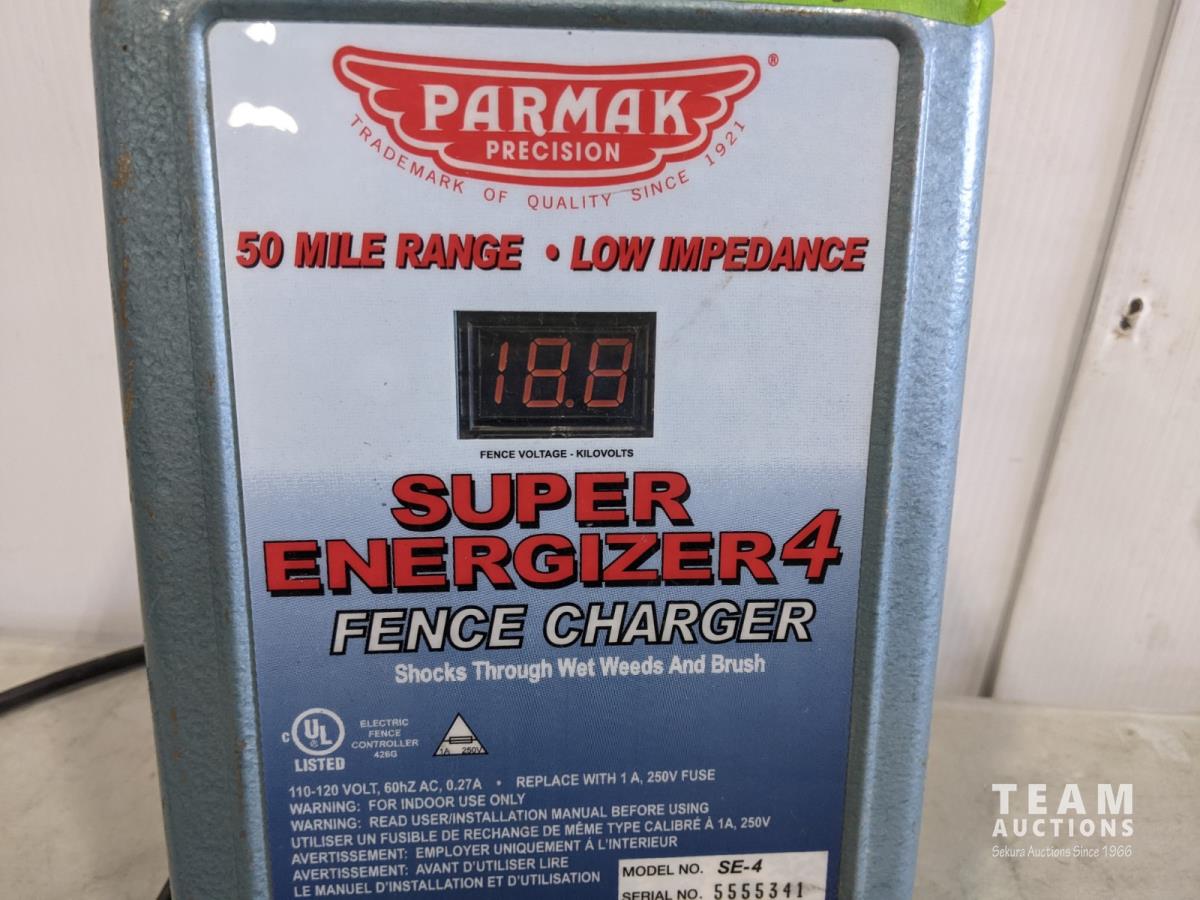 PARMAK ®
PRECISION
TRADEMARK OF QUALITY SINCE 1921
50 MILE RANGE • LOW IMPEDANCE
18.8
FENCE VOLTAGE - KILOVOLTS
SUPER
ENERGIZER 4
FENCE CHARGER
Shocks Through Wet Weeds And Brush
C UL ®
LISTED
ELECTRIC
FENCE
CONTROLLER
426G
1A 250V
110-120 VOLT, 60hZ AC, 0.27A • REPLACE WITH 1 A, 250V FUSE
WARNING: FOR INDOOR USE ONLY
WARNING: READ USER/INSTALLATION MANUAL BEFORE USING
UTILISER UN FUSIBLE DE RECHANGE DE MÉME TYPE CALIBRÉ À 1A, 250V
AVERTISSEMENT: EMPLOYER UNIQUEMENT À L'INTERIEUR
AVERTISSEMENT: AVANT D'UTILISER LIRE
LE MANUEL D'INSTALLATION ET D'UTILISATION
MODEL NO. SE-4
SERIAL NO. 5555341
TEAM
AUCTIONS
Sekura Auctions Since 1966